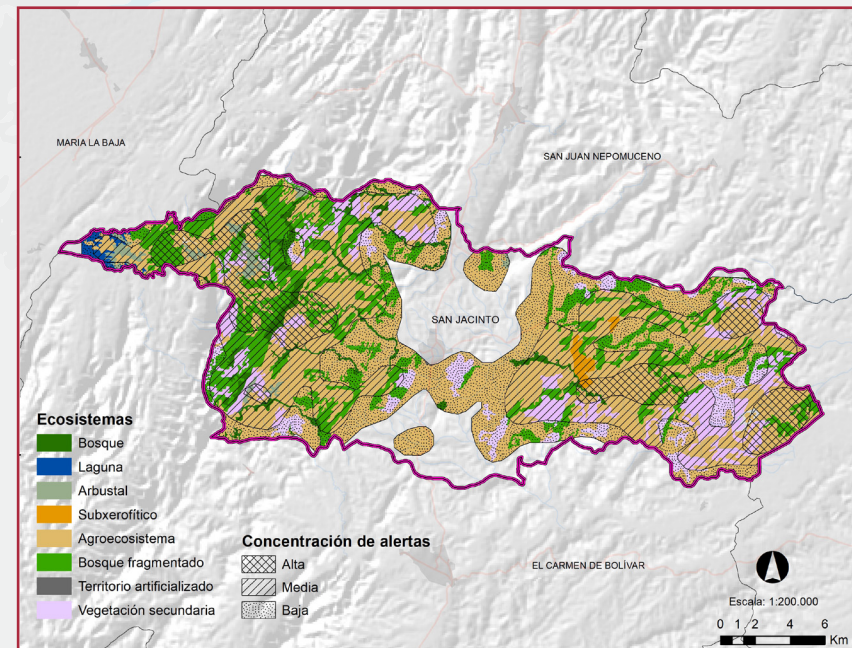 MARIA LA BAJA
SAN JUAN NEPOMUCENO
SAN JACINTO
EL CARMEN DE BOLÍVAR
Ecosistemas
Bosque
Laguna
Arbustal
Subxerofítico
Agroecosistema
Bosque fragmentado
Territorio artificializado
Vegetación secundaria
Concentración de alertas
Alta
Media
Baja
Escala: 1:200.000
0 1 2 4 6
Km